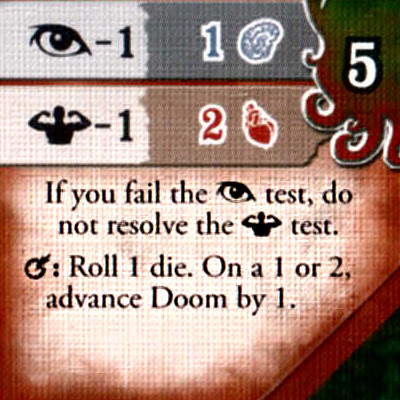 -1 1
5
-1 2
If you fail the test, do
not resolve the test.
: Roll 1 die. On a 1 or 2,
advance Doom by 1.